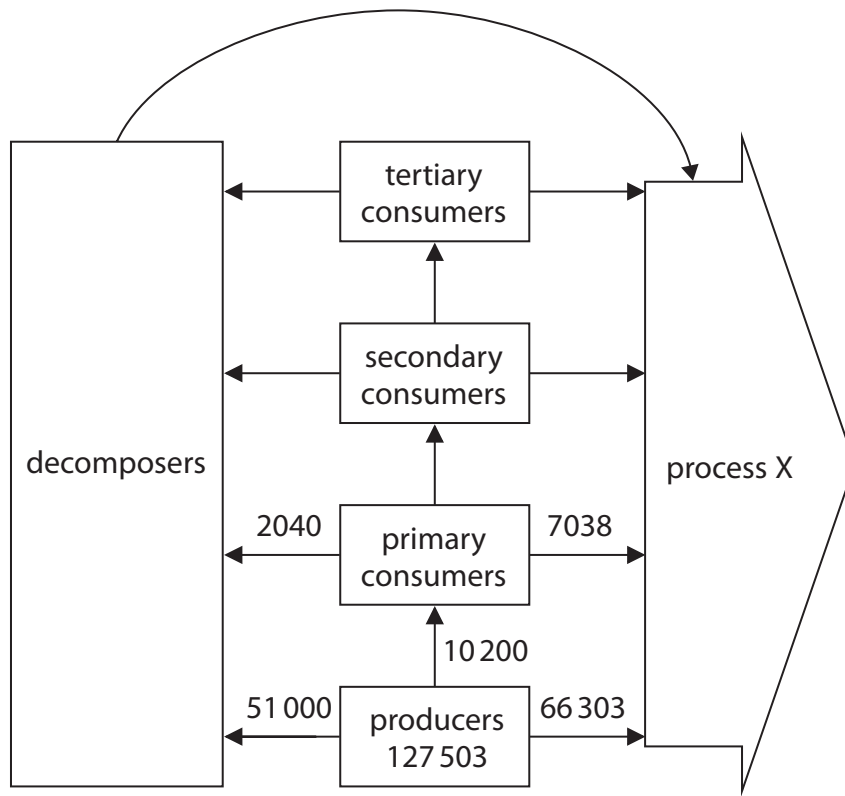 tertiary
consumers
secondary
consumers
decomposers
process X
2040
primary
consumers
7038
10 200
51 000
producers
127 503
66 303